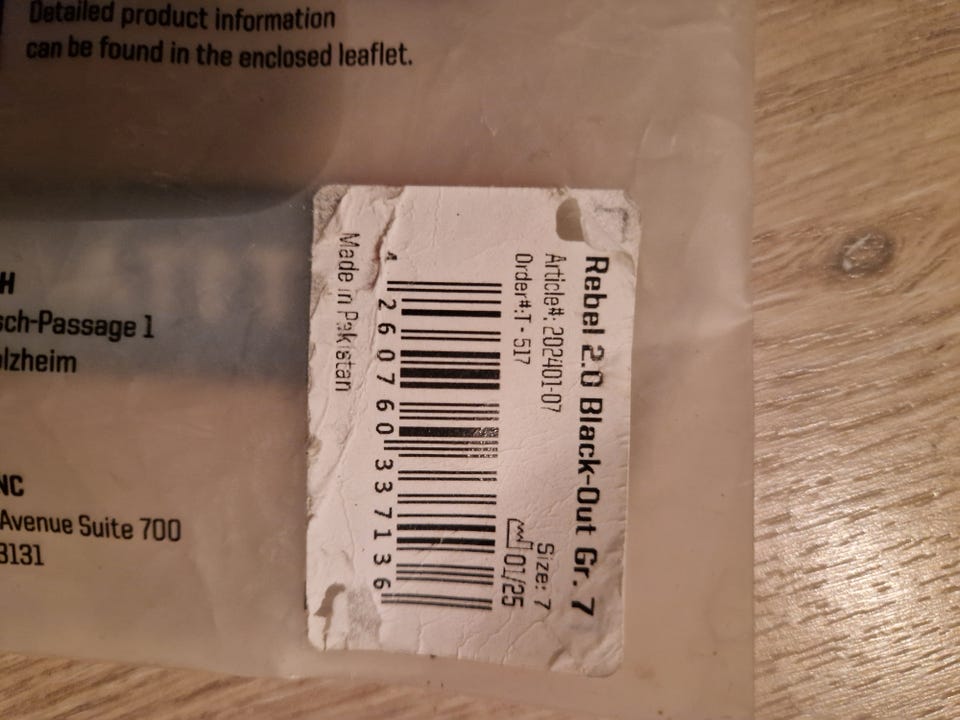 Detailed product information
can be found in the enclosed leaflet.
H
sch-Passage 1
olzheim
NC
Avenue Suite 700
3131
Rebel 2.0 Black-Out Gr. 7
Article#: 202401-07
Size: 7
Order#:T - 517
01/25
4 260760 337136
Made in Pakistan